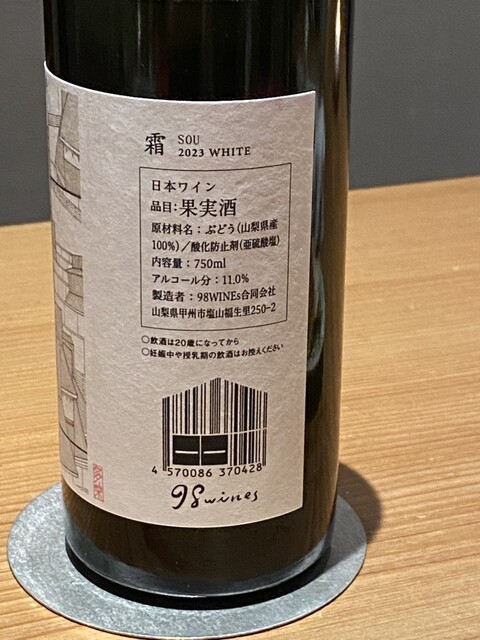 霜 SOU
2023 WHITE
日本ワイン
品目：果実酒
原材料名：ぶどう（山梨県産
100%）／酸化防止剤（亜硫酸塩）
内容量：750ml
アルコール分：11.0%
製造者：98WINEs合同会社
山梨県甲州市塩山福生里250-2
○飲酒は20歳になってから
○妊娠中や授乳期の飲酒はお控えください
4 570086 370428
98wines